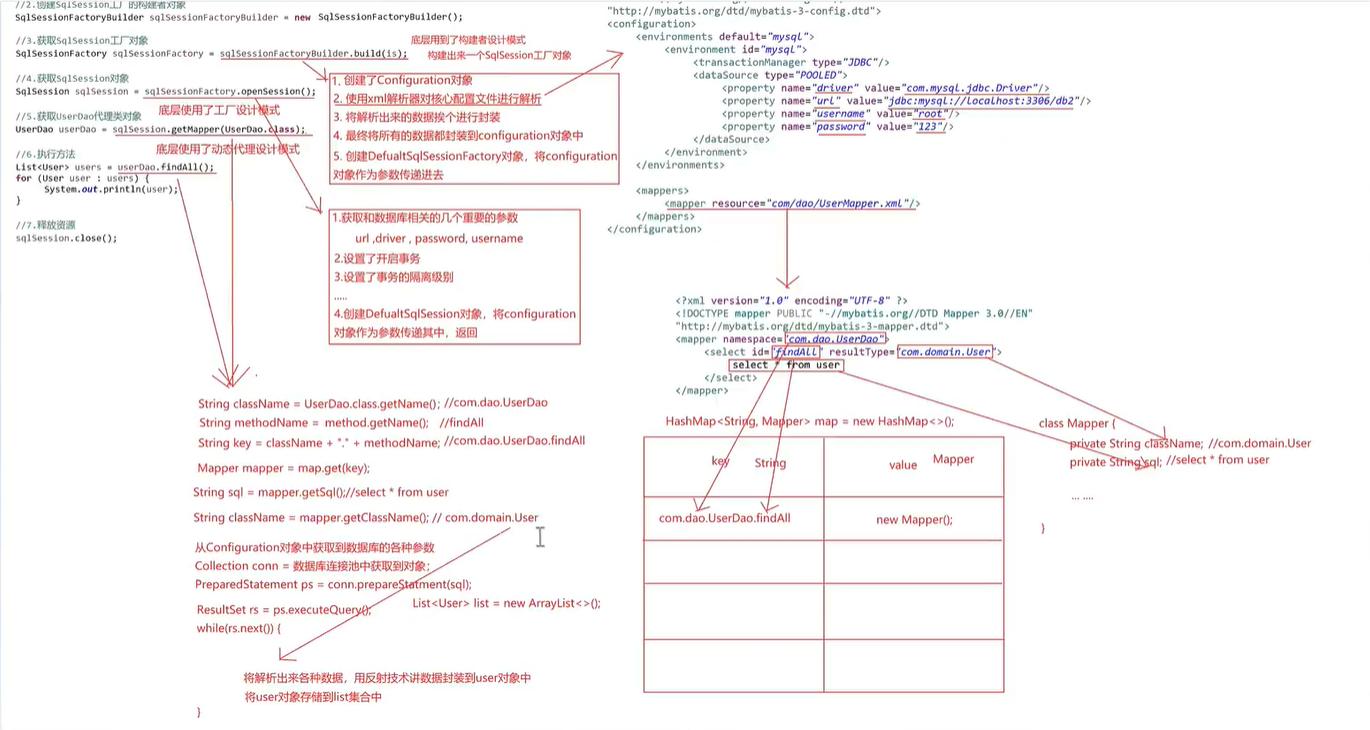 //2.创建SqlSession工厂的构建者对象
SqlSessionFactoryBuilder sqlSessionFactoryBuilder = new SqlSessionFactoryBuilder();
//3.获取SqlSession工厂对象
底层用到了构建者设计模式
SqlSessionFactory sqlSessionFactory = sqlSessionFactoryBuilder.build(is);
构建出来一个SqlSession工厂对象
//4.获取SqlSession对象
SqlSession sqlSession = sqlSessionFactory.openSession();
底层使用了工厂设计模式
//5.获取UserDao代理类对象
UserDao userDao = sqlSession.getMapper(UserDao.class);
底层使用了动态代理设计模式
//6.执行方法
List<User> users = userDao.findAll();
for (User user : users) {
System.out.println(user);
}
//7.释放资源
sqlSession.close();
1. 创建了Configuration对象
2. 使用xml解析器对核心配置文件进行解析
3. 将解析出来的数据挨个进行封装
4. 最终将所有的数据都封装到configuration对象中
5. 创建DefualtSqlSessionFactory对象，将configuration
对象作为参数传递进去
1.获取和数据库相关的几个重要的参数
url ,driver , password, username
2.设置了开启事务
3.设置了事务的隔离级别
.....
4.创建DefualtSqlSession对象，将configuration
对象作为参数传递其中，返回
"http://mybatis.org/dtd/mybatis-3-config.dtd">
<configuration>
<environments default="mysql">
<environment id="mysql">
<transactionManager type="JDBC"/>
<dataSource type="POOLED">
<property name="driver" value="com.mysql.jdbc.Driver"/>
<property name="url" value="jdbc:mysql://localhost:3306/db2"/>
<property name="username" value="root"/>
<property name="password" value="123"/>
</dataSource>
</environment>
</environments>
<mappers>
<mapper resource="com/dao/UserMapper.xml"/>
</mappers>
</configuration>
<?xml version="1.0" encoding="UTF-8" ?>
<!DOCTYPE mapper PUBLIC "-//mybatis.org//DTD Mapper 3.0//EN"
"http://mybatis.org/dtd/mybatis-3-mapper.dtd">
<mapper namespace="com.dao.UserDao">
<select id="findAll" resultType="com.domain.User">
select * from user
</select>
</mapper>
String className = UserDao.class.getName(); //com.dao.UserDao
String methodName = method.getName(); //findAll
String key = className + "." + methodName; //com.dao.UserDao.findAll
Mapper mapper = map.get(key);
String sql = mapper.getSql();//select * from user
String className = mapper.getClassName(); // com.domain.User
从Configuration对象中获取到数据库的各种参数
Collection conn = 数据库连接池中获取到对象;
PreparedStatement ps = conn.prepareStatment(sql);
List<User> list = new ArrayList<>();
ResultSet rs = ps.executeQuery();
while(rs.next()) {
将解析出来各种数据，用反射技术讲数据封装到user对象中
将user对象存储到list集合中
}
HashMap<String, Mapper> map = new HashMap<>();
key String value Mapper
com.dao.UserDao.findAll new Mapper();
class Mapper {
private String className; //com.domain.User
private String sql; //select * from user
... ....
}